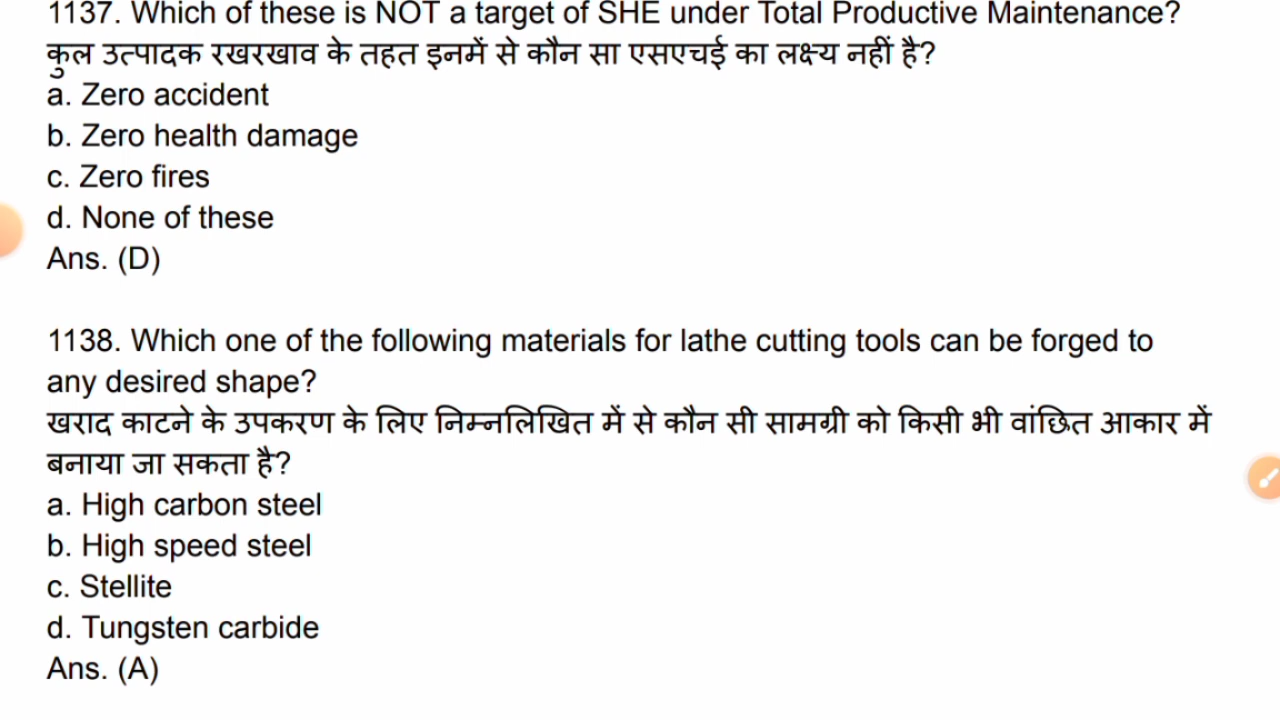 1137. Which of these is NOT a target of SHE under Total Productive Maintenance?
कुल उत्पादक रखरखाव के तहत इनमें से कौन सा एसएचई का लक्ष्य नहीं है?
a. Zero accident
b. Zero health damage
c. Zero fires
d. None of these
Ans. (D)
1138. Which one of the following materials for lathe cutting tools can be forged to
any desired shape?
खराद काटने के उपकरण के लिए निम्नलिखित में से कौन सी सामग्री को किसी भी वांछित आकार में
बनाया जा सकता है?
a. High carbon steel
b. High speed steel
c. Stellite
d. Tungsten carbide
Ans. (A)